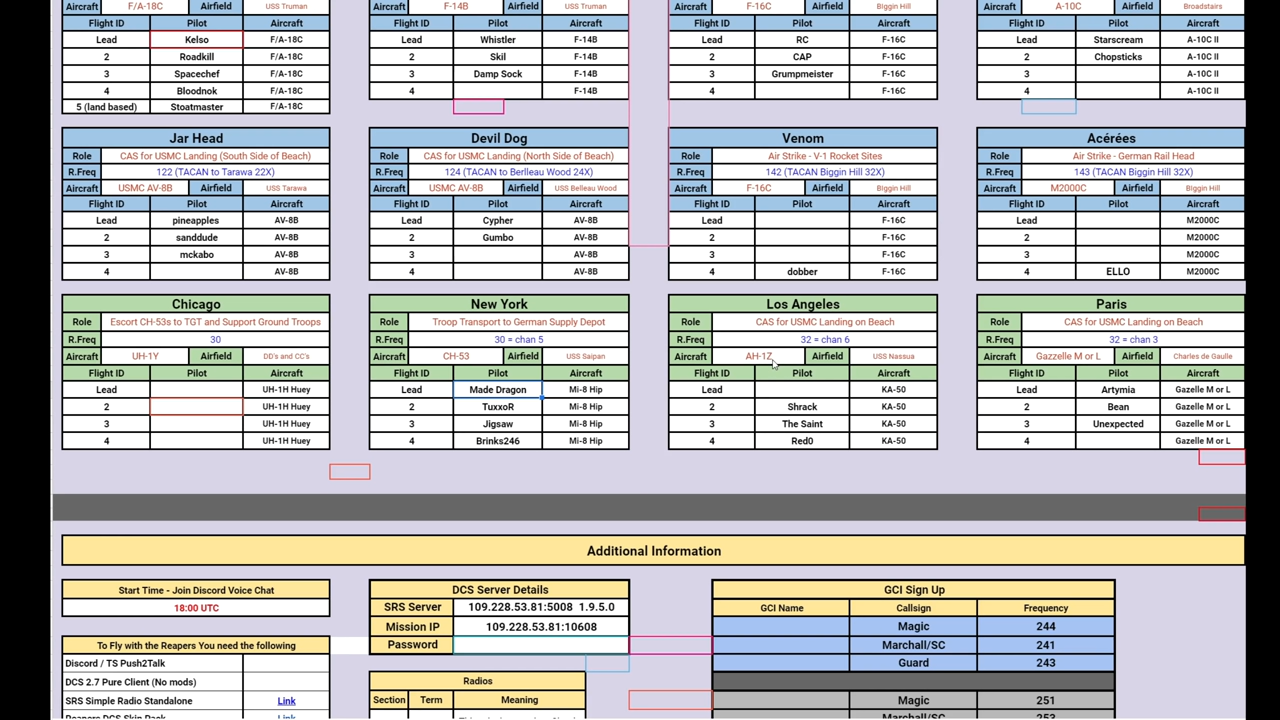 F/A-18C Airfield USS Truman F-14B Airfield USS Truman F-16C Airfield Biggin Hill A-10C Airfield Broadstairs
Flight ID Pilot Aircraft Flight ID Pilot Aircraft Flight ID Pilot Aircraft Flight ID Pilot Aircraft
Lead Kelso F/A-18C Lead Whistler F-14B Lead RC F-16C Lead Starscream A-10C II
2 Roadkill F/A-18C 2 Skil F-14B 2 CAP F-16C 2 Chopsticks A-10C II
3 Spacechef F/A-18C 3 Damp Sock F-14B 3 Grumpmeister F-16C 3 A-10C II
4 Bloodnok F/A-18C 4 F-14B 4 F-16C 4 A-10C II
5 (land based) Stoatmaster F/A-18C
Jar Head Devil Dog Venom Acérées
Role CAS for USMC Landing (South Side of Beach) Role CAS for USMC Landing (North Side of Beach) Role Air Strike - V-1 Rocket Sites Role Air Strike - German Rail Head
R.Freq 122 (TACAN to Tarawa 22X) R.Freq 124 (TACAN to Berlleau Wood 24X) R.Freq 142 (TACAN Biggin Hill 32X) R.Freq 143 (TACAN Biggin Hill 32X)
Aircraft USMC AV-8B Airfield USS Tarawa Aircraft USMC AV-8B Airfield USS Belleau Wood Aircraft F-16C Airfield Biggin Hill Aircraft M2000C Airfield Biggin Hill
Flight ID Pilot Aircraft Flight ID Pilot Aircraft Flight ID Pilot Aircraft Flight ID Pilot Aircraft
Lead pineapples AV-8B Lead Cypher AV-8B Lead F-16C Lead M2000C
2 sanddude AV-8B 2 Gumbo AV-8B 2 F-16C 2 M2000C
3 mckabo AV-8B 3 AV-8B 3 F-16C 3 M2000C
4 AV-8B 4 AV-8B 4 dobber F-16C 4 ELLO M2000C
Chicago New York Los Angeles Paris
Role Escort CH-53s to TGT and Support Ground Troops Role Troop Transport to German Supply Depot Role CAS for USMC Landing on Beach Role CAS for USMC Landing on Beach
R.Freq 30 R.Freq 30 = chan 5 R.Freq 32 = chan 6 R.Freq 32 = chan 3
Aircraft UH-1Y Airfield DD's and CC's Aircraft CH-53 Airfield USS Saipan Aircraft AH-1Z Airfield USS Nassua Aircraft Gazzelle M or L Airfield Charles de Gaulle
Flight ID Pilot Aircraft Flight ID Pilot Aircraft Flight ID Pilot Aircraft Flight ID Pilot Aircraft
Lead UH-1H Huey Lead Made Dragon Mi-8 Hip Lead KA-50 Lead Artymia Gazelle M or L
2 UH-1H Huey 2 TuxxoR Mi-8 Hip 2 Shrack KA-50 2 Bean Gazelle M or L
3 UH-1H Huey 3 Jigsaw Mi-8 Hip 3 The Saint KA-50 3 Unexpected Gazelle M or L
4 UH-1H Huey 4 Brinks246 Mi-8 Hip 4 Red0 KA-50 4 Gazelle M or L
Additional Information
Start Time - Join Discord Voice Chat DCS Server Details GCI Sign Up
18:00 UTC SRS Server 109.228.53.81:5008 1.9.5.0 GCI Name Callsign Frequency
Mission IP 109.228.53.81:10608 Magic 244
To Fly with the Reapers You need the following Password Marchall/SC 241
Discord / TS Push2Talk Guard 243
DCS 2.7 Pure Client (No mods) Radios
SRS Simple Radio Standalone Link Section Term Meaning Magic 251
Reapers DCS Skin Pack Link Marchall/SC 253